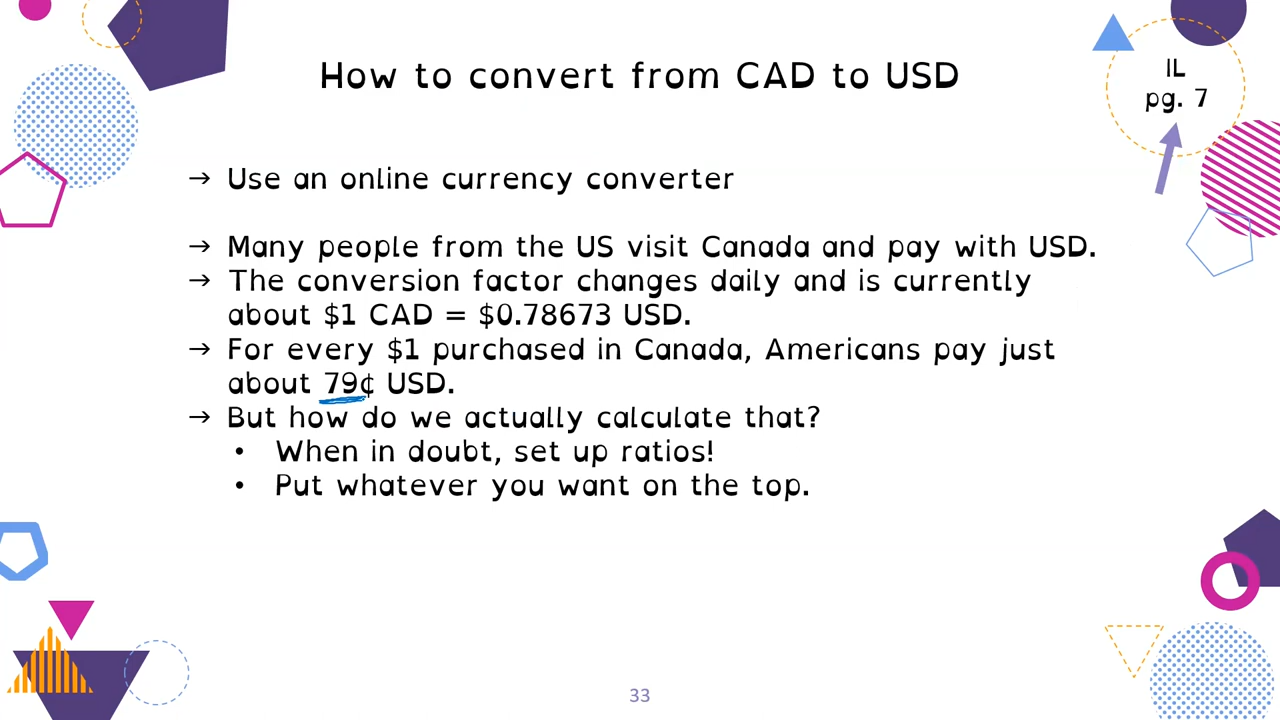 How to convert from CAD to USD
IL
pg. 7
→ Use an online currency converter
→ Many people from the US visit Canada and pay with USD.
→ The conversion factor changes daily and is currently
about $1 CAD = $0.78673 USD.
→ For every $1 purchased in Canada, Americans pay just
about 79¢ USD.
→ But how do we actually calculate that?
• When in doubt, set up ratios!
• Put whatever you want on the top.
33